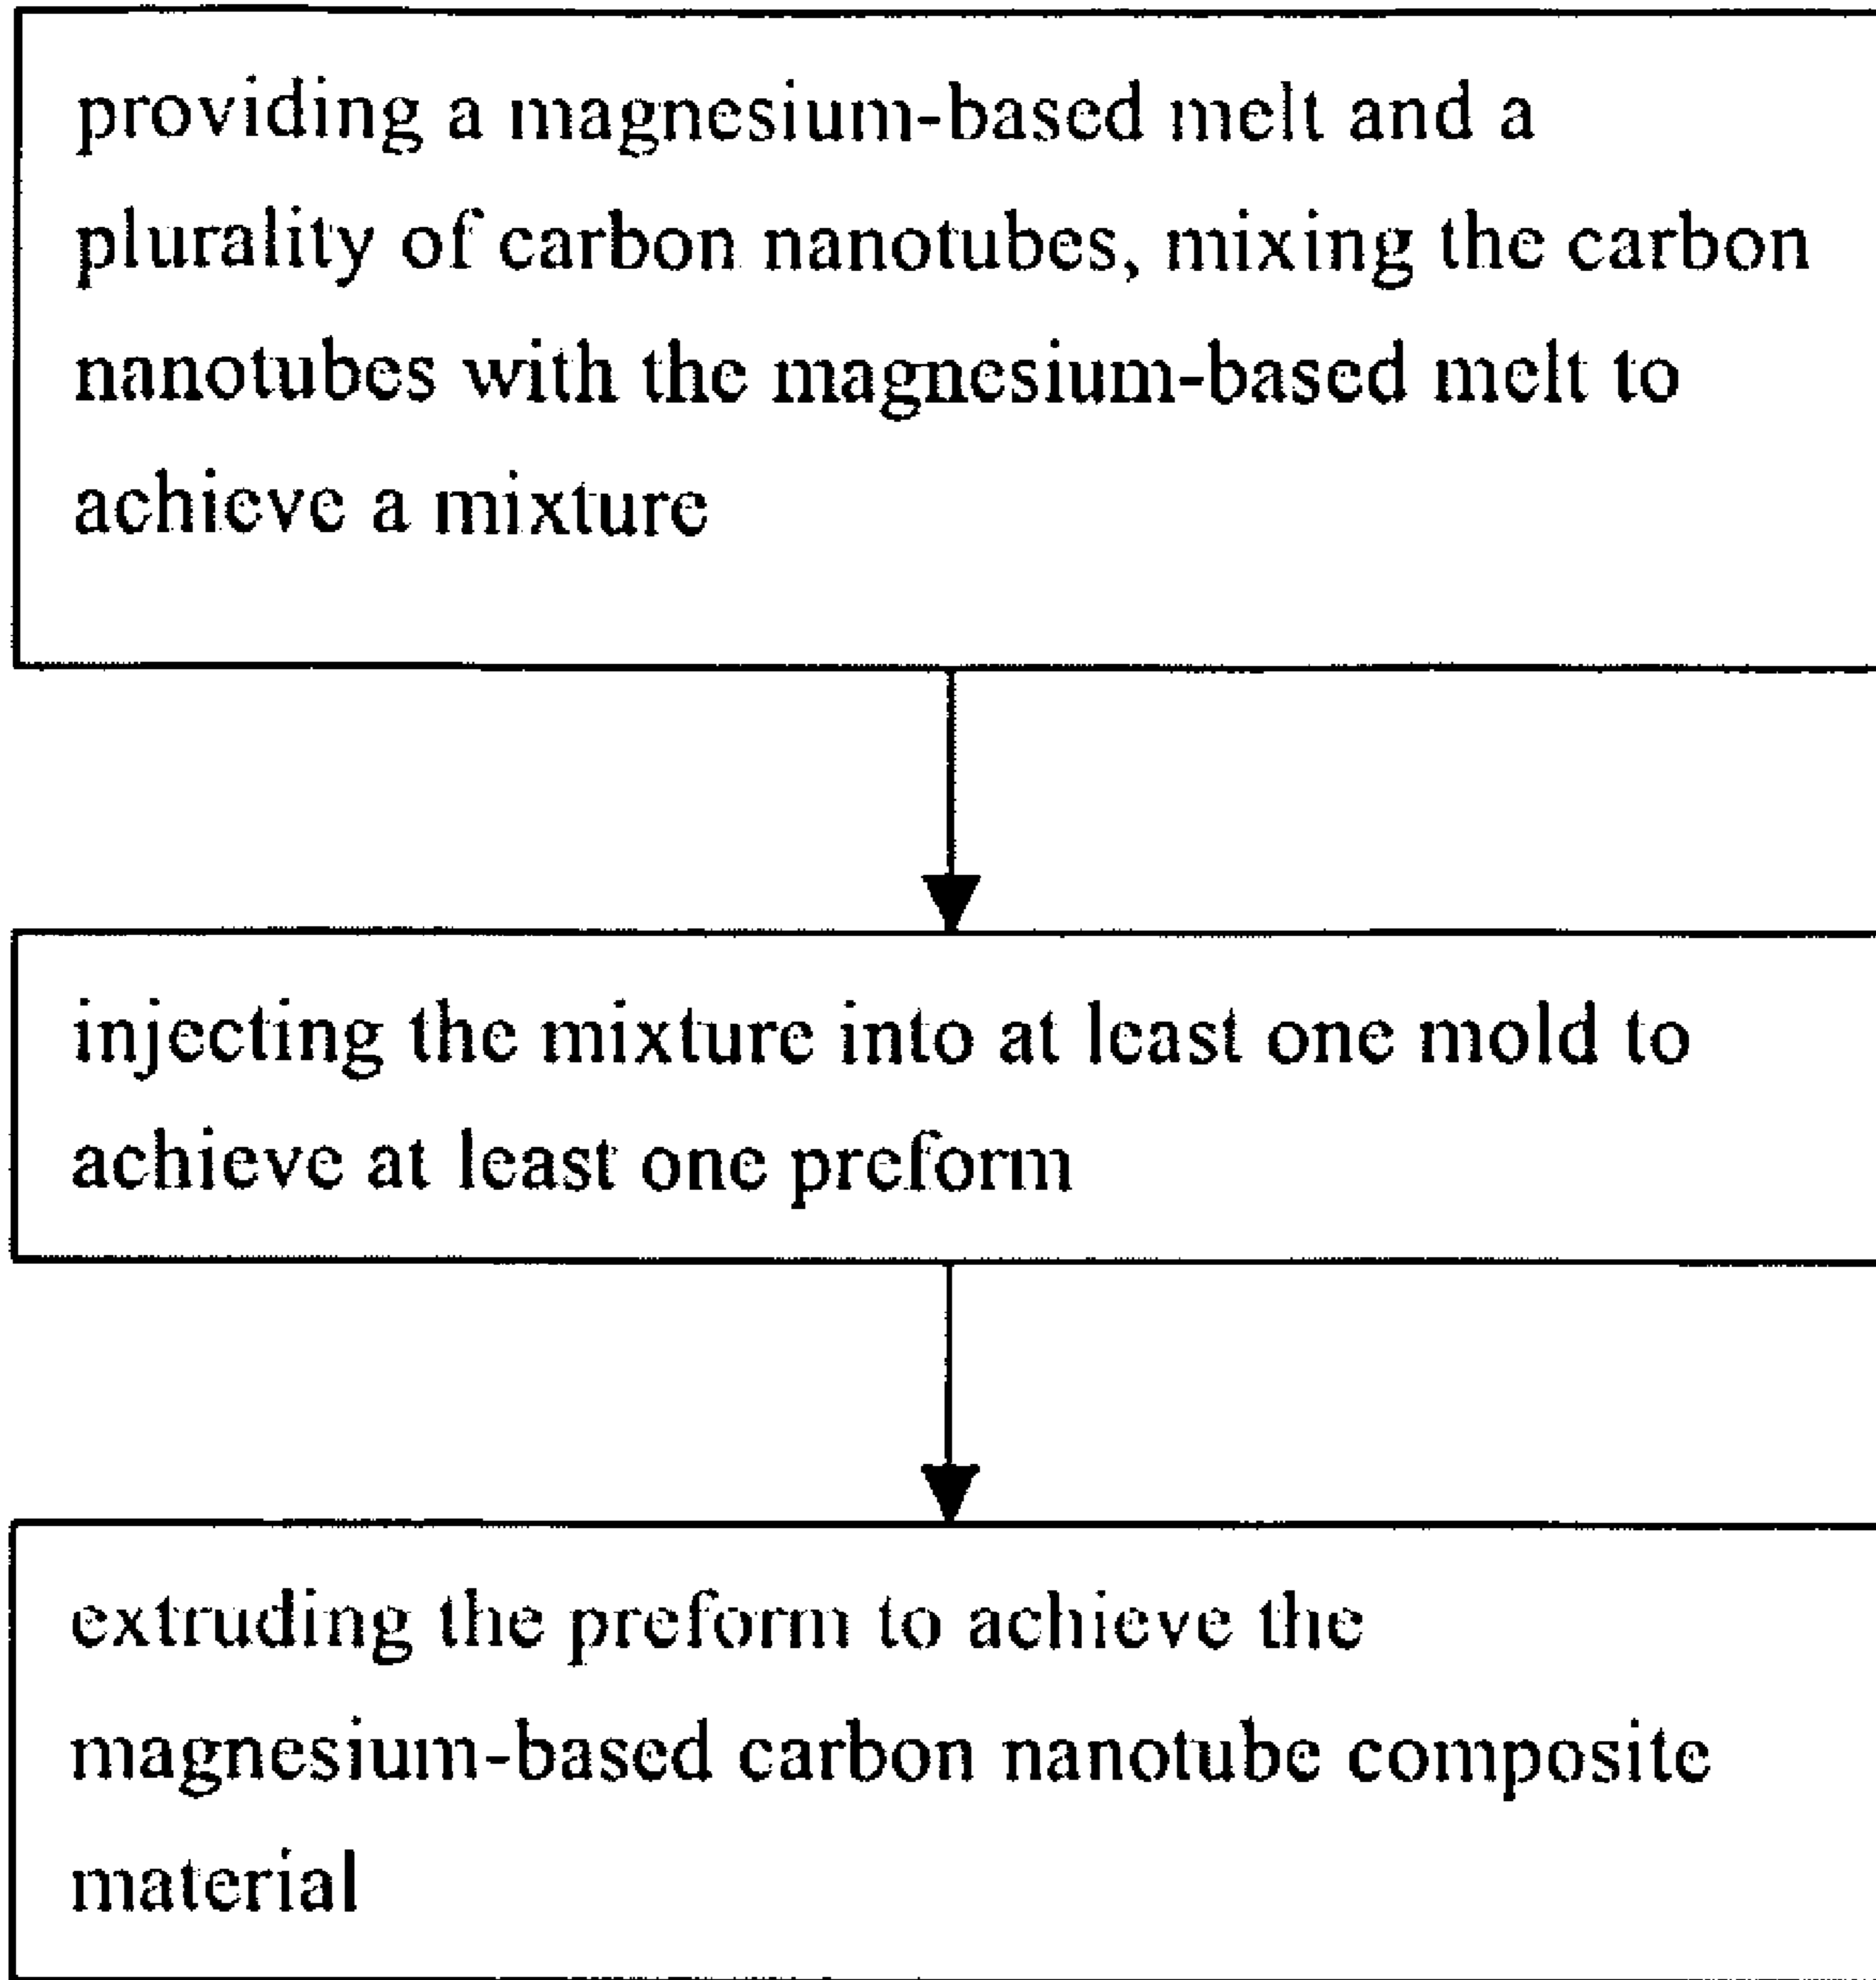 providing a magnesium-based melt and a
plurality of carbon nanotubes, mixing the carbon
nanotubes with the magnesium-based melt to
achieve a mixture
injecting the mixture into at least one mold to
achieve at least one preform
extruding the preform to achieve the
magnesium-based carbon nanotube composite
material